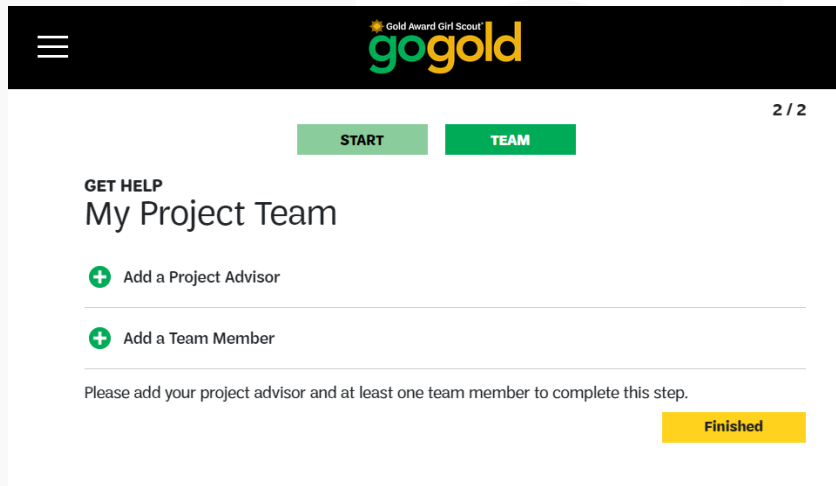 Gold Award Girl Scout
gogold
2 / 2
START
TEAM
GET HELP
My Project Team
Add a Project Advisor
Add a Team Member
Please add your project advisor and at least one team member to complete this step.
Finished